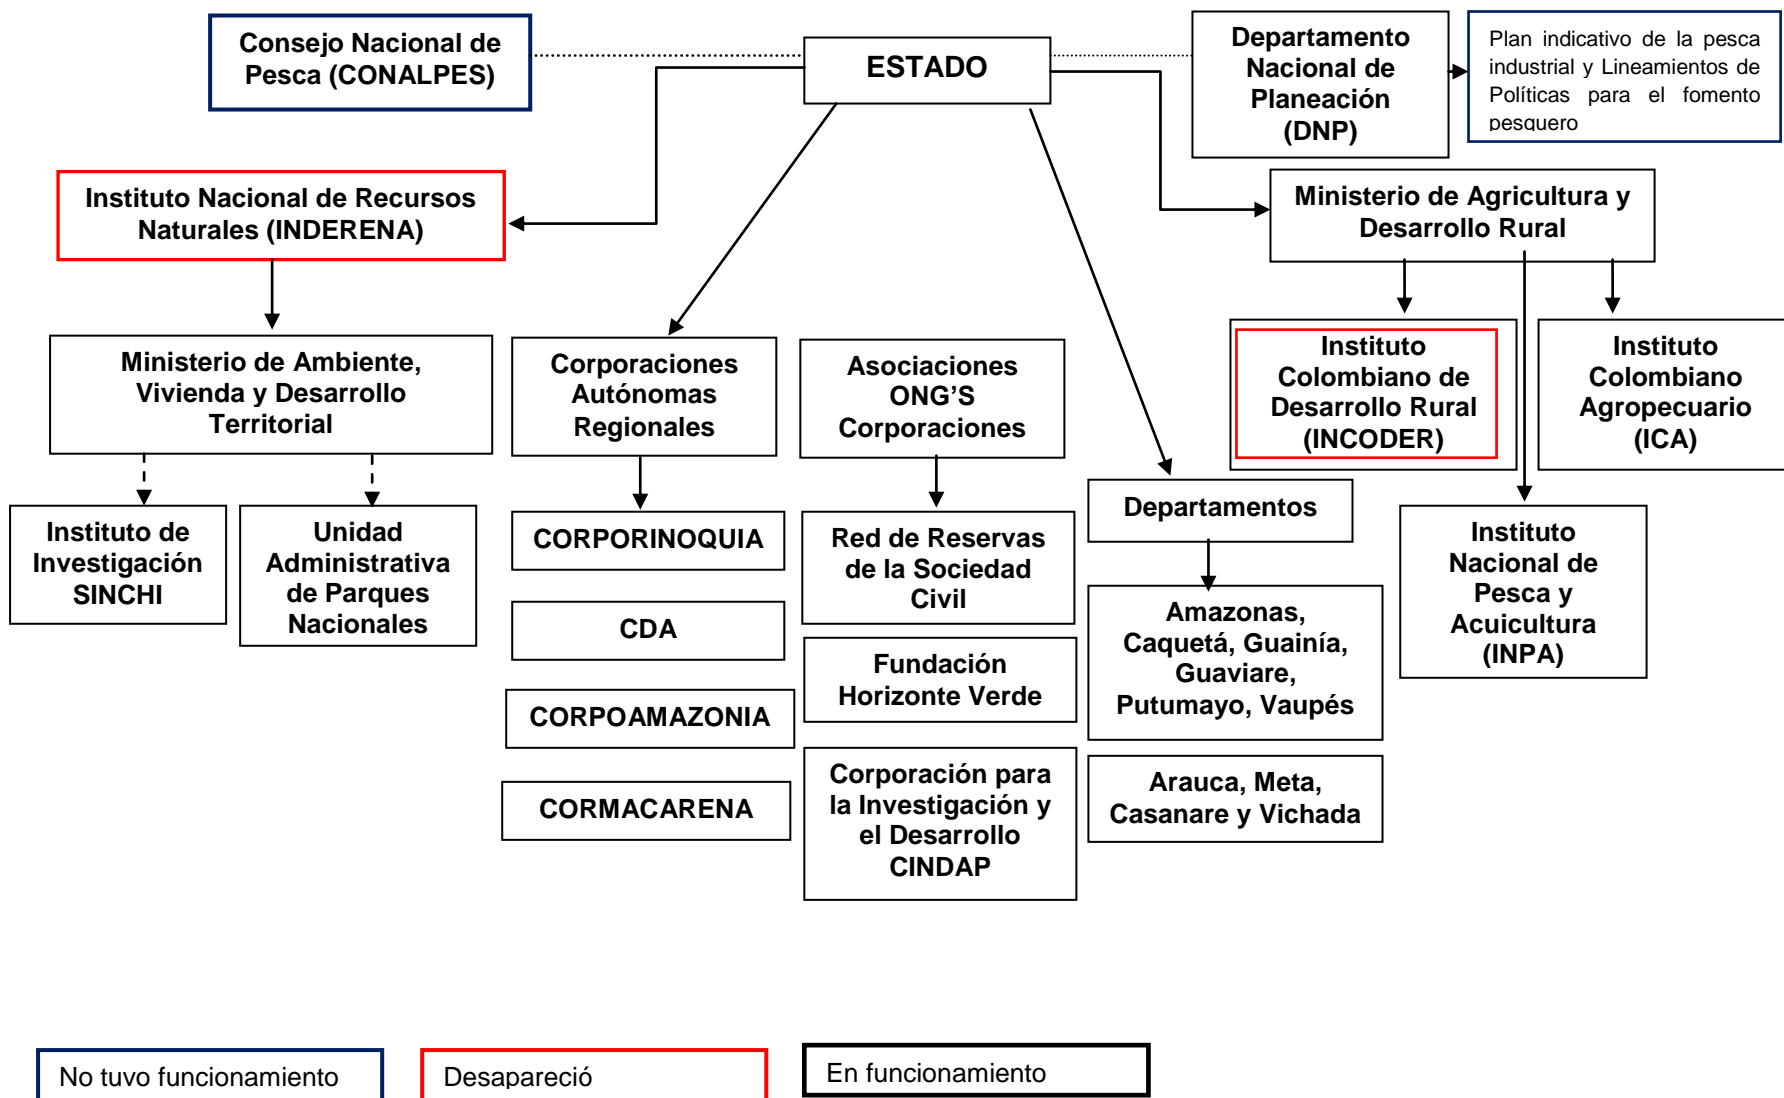 Consejo Nacional de
Pesca (CONALPES)
ESTADO
Departamento
Nacional de
Planeación
(DNP)
Plan indicativo de la pesca
industrial y Lineamientos de
Políticas para el fomento
pesquero
Instituto Nacional de Recursos
Naturales (INDERENA)
Ministerio de Agricultura y
Desarrollo Rural
Ministerio de Ambiente,
Vivienda y Desarrollo
Territorial
Corporaciones
Autónomas
Regionales
Asociaciones
ONG’S
Corporaciones
Instituto
Colombiano de
Desarrollo Rural
(INCODER)
Instituto
Colombiano
Agropecuario
(ICA)
Instituto de
Investigación
SINCHI
Unidad
Administrativa
de Parques
Nacionales
CORPORINOQUIA
CDA
CORPOAMAZONIA
CORMACARENA
Red de Reservas
de la Sociedad
Civil
Fundación
Horizonte Verde
Corporación para
la Investigación y
el Desarrollo
CINDAP
Departamentos
Amazonas,
Caquetá, Guainía,
Guaviare,
Putumayo, Vaupés
Arauca, Meta,
Casanare y Vichada
Instituto
Nacional de
Pesca y
Acuicultura
(INPA)
No tuvo funcionamiento
Desapareció
En funcionamiento